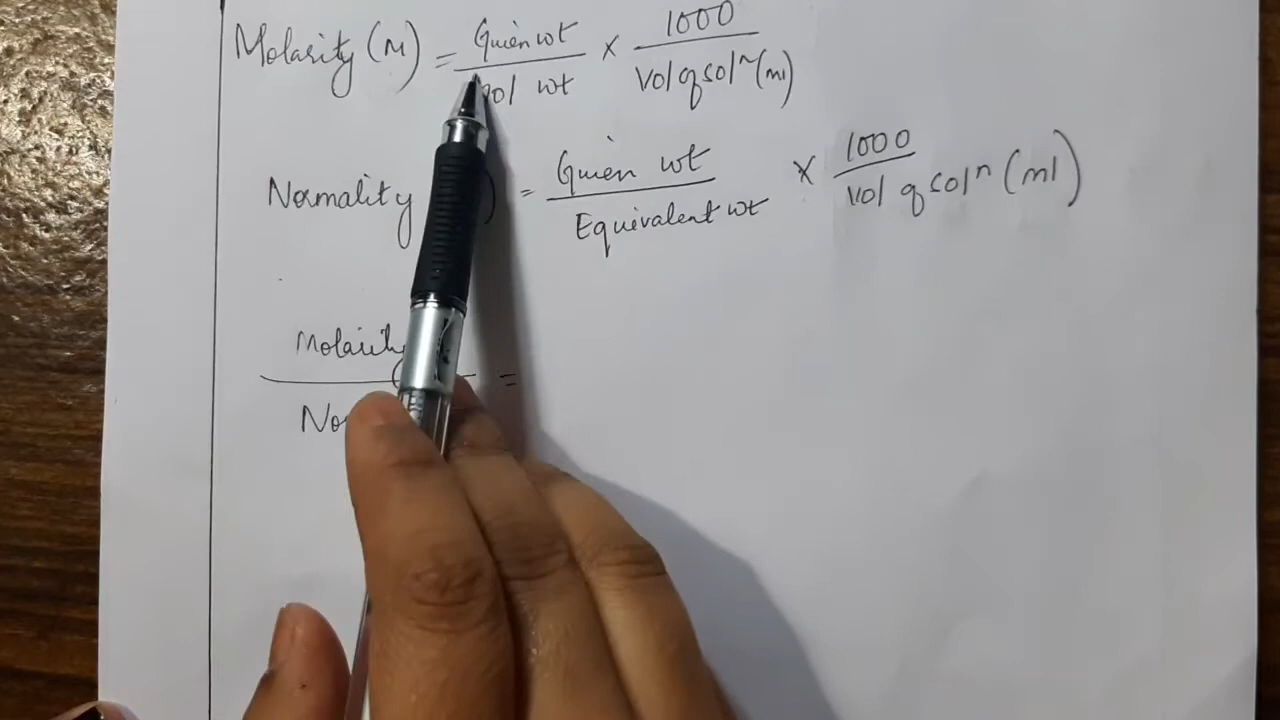 Molarity (M) = Given wt / Mol wt × 1000 / Vol of soln (ml)
Normality = Given wt / Equivalent wt × 1000 / Vol of soln (ml)
Molarity =